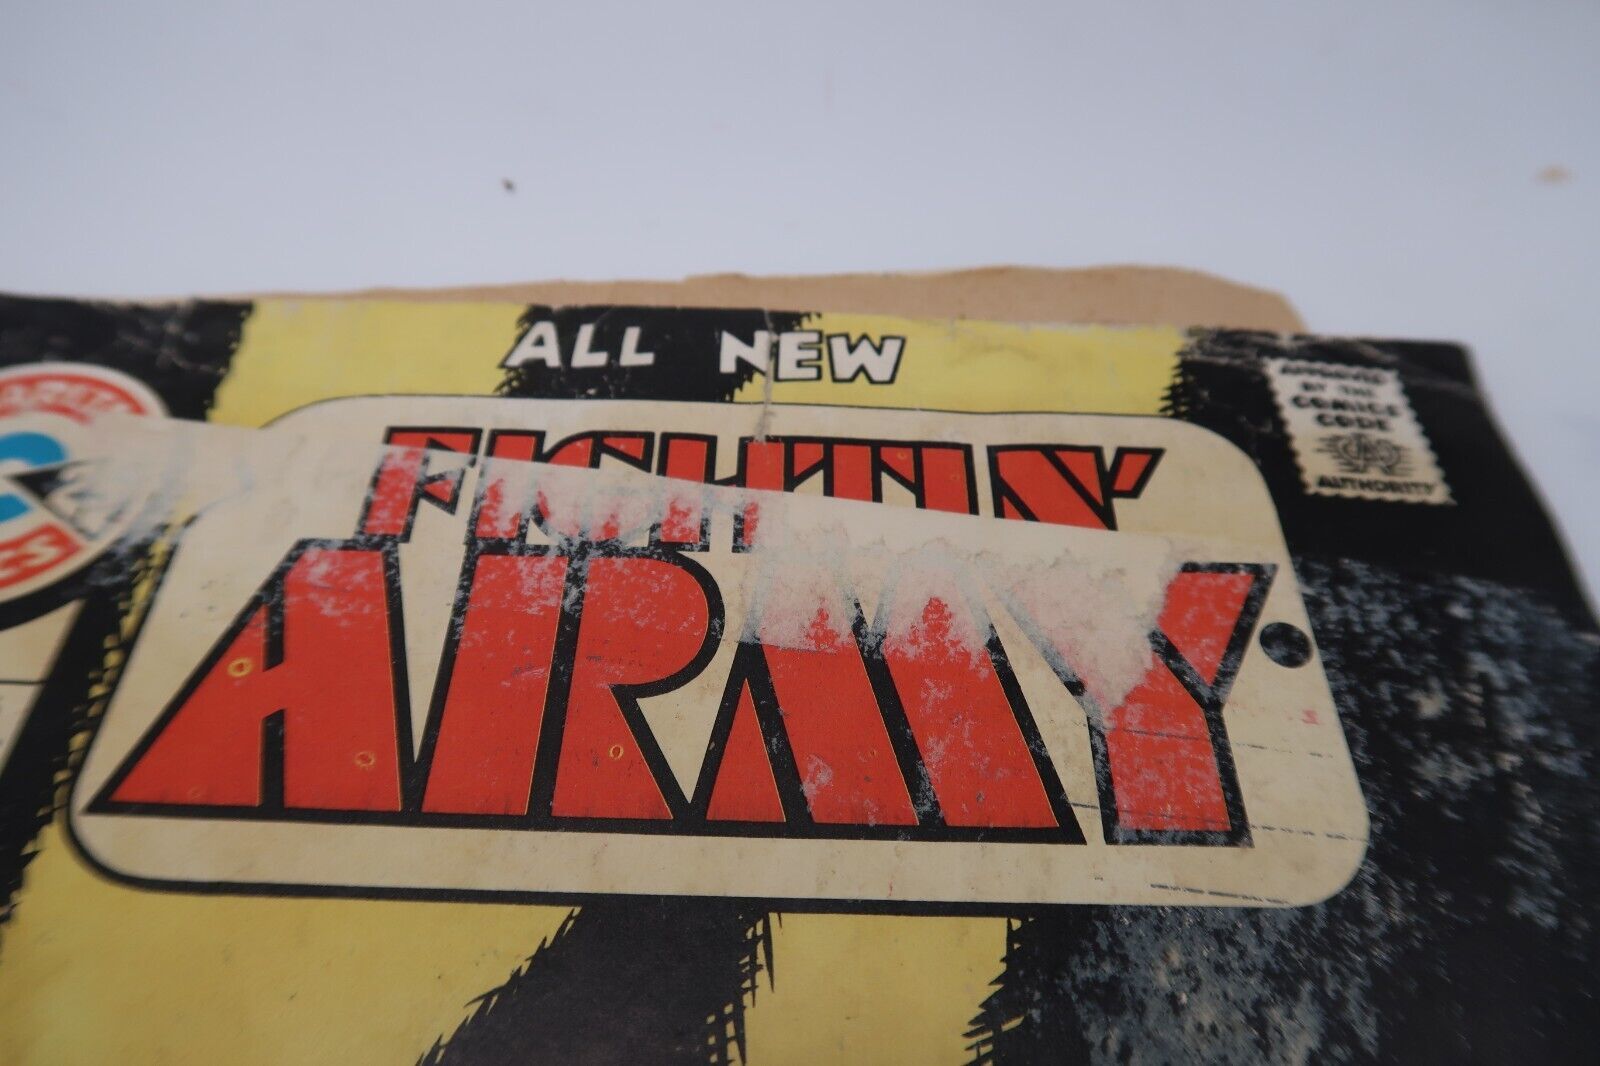 ALL NEW
FIGHTIN'
ARMY
APPROVED
BY THE
COMICS
CODE
AUTHORITY